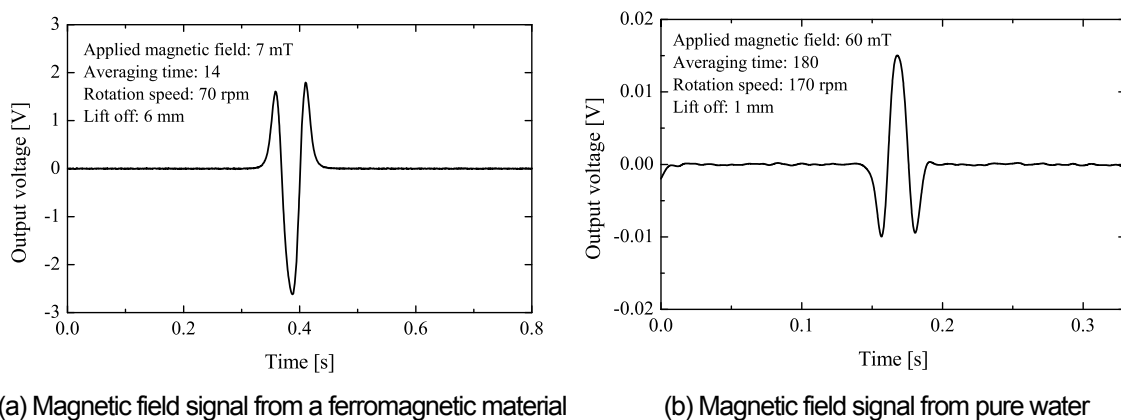 3
2
1
0
-1
-2
-3
Output voltage [V]
Applied magnetic field: 7 mT
Averaging time: 14
Rotation speed: 70 rpm
Lift off: 6 mm
0.0
0.2
0.4
0.6
0.8
Time [s]
(a) Magnetic field signal from a ferromagnetic material
0.02
0.01
0.00
-0.01
-0.02
Output voltage [V]
Applied magnetic field: 60 mT
Averaging time: 180
Rotation speed: 170 rpm
Lift off: 1 mm
0.0
0.1
0.2
0.3
Time [s]
(b) Magnetic field signal from pure water